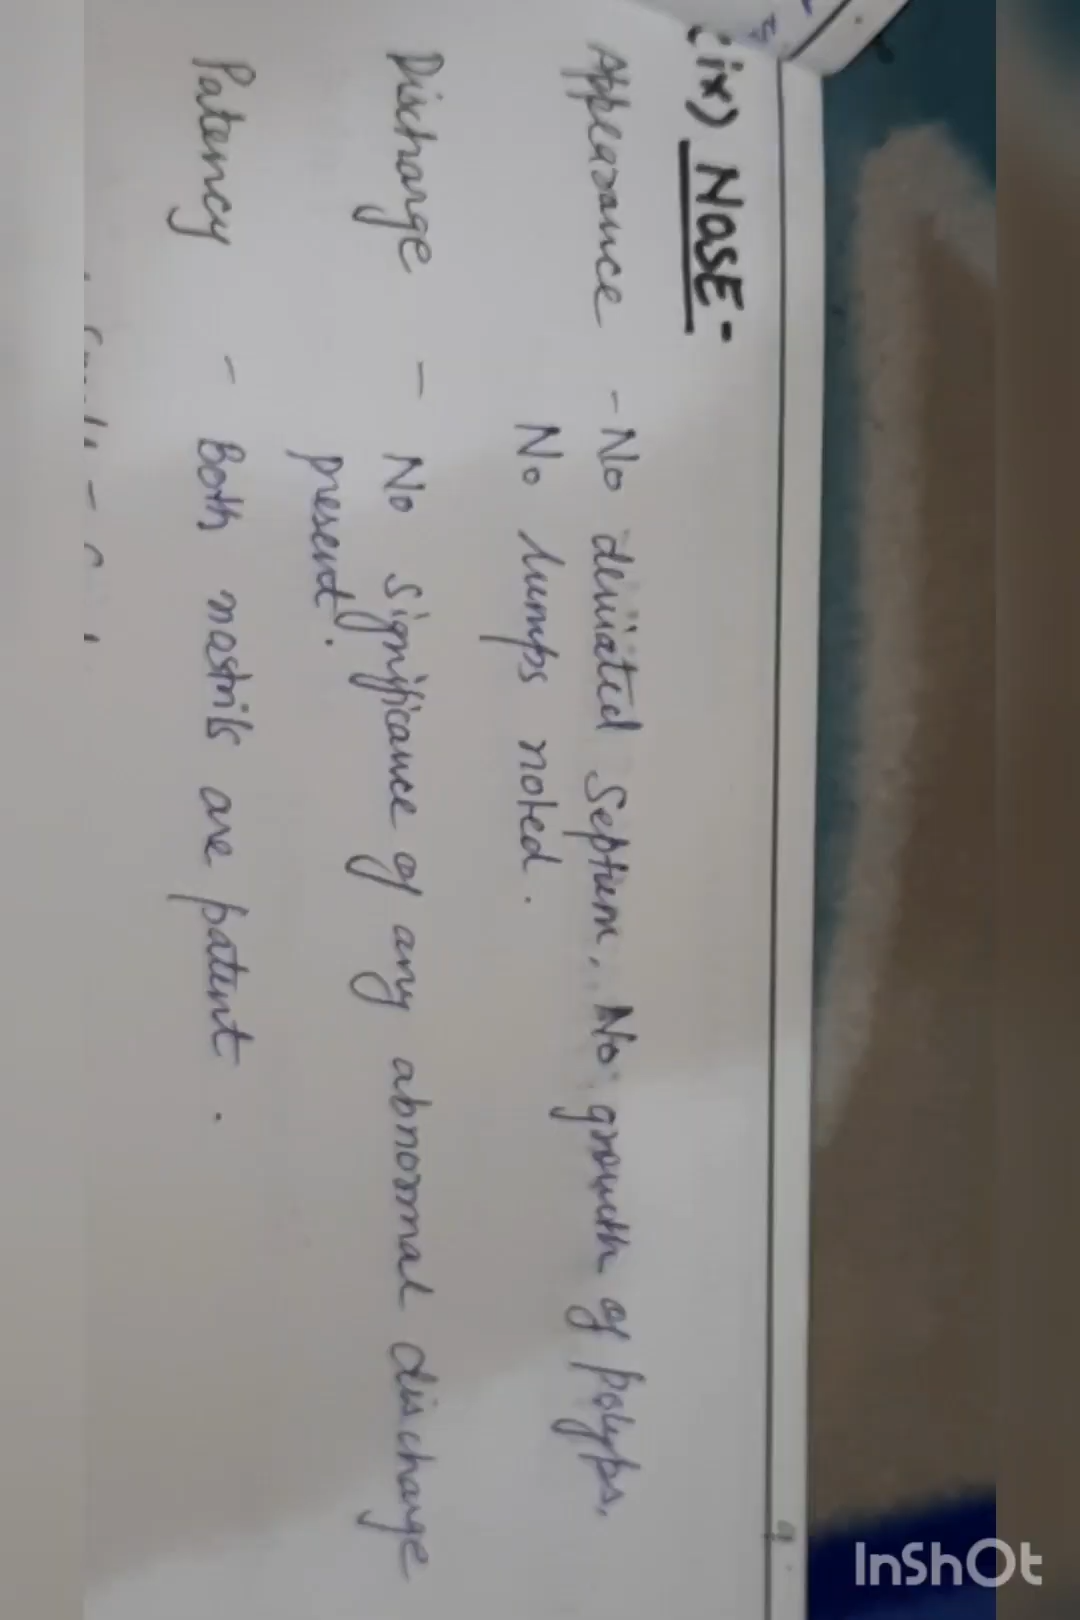 (ix) NOSE:-
Appearance - No deviated Septum. No growth of polyps.
No lumps noted.
Discharge - No significance of any abnormal discharge
present.
Patency - Both nostrils are patent.
InShOt